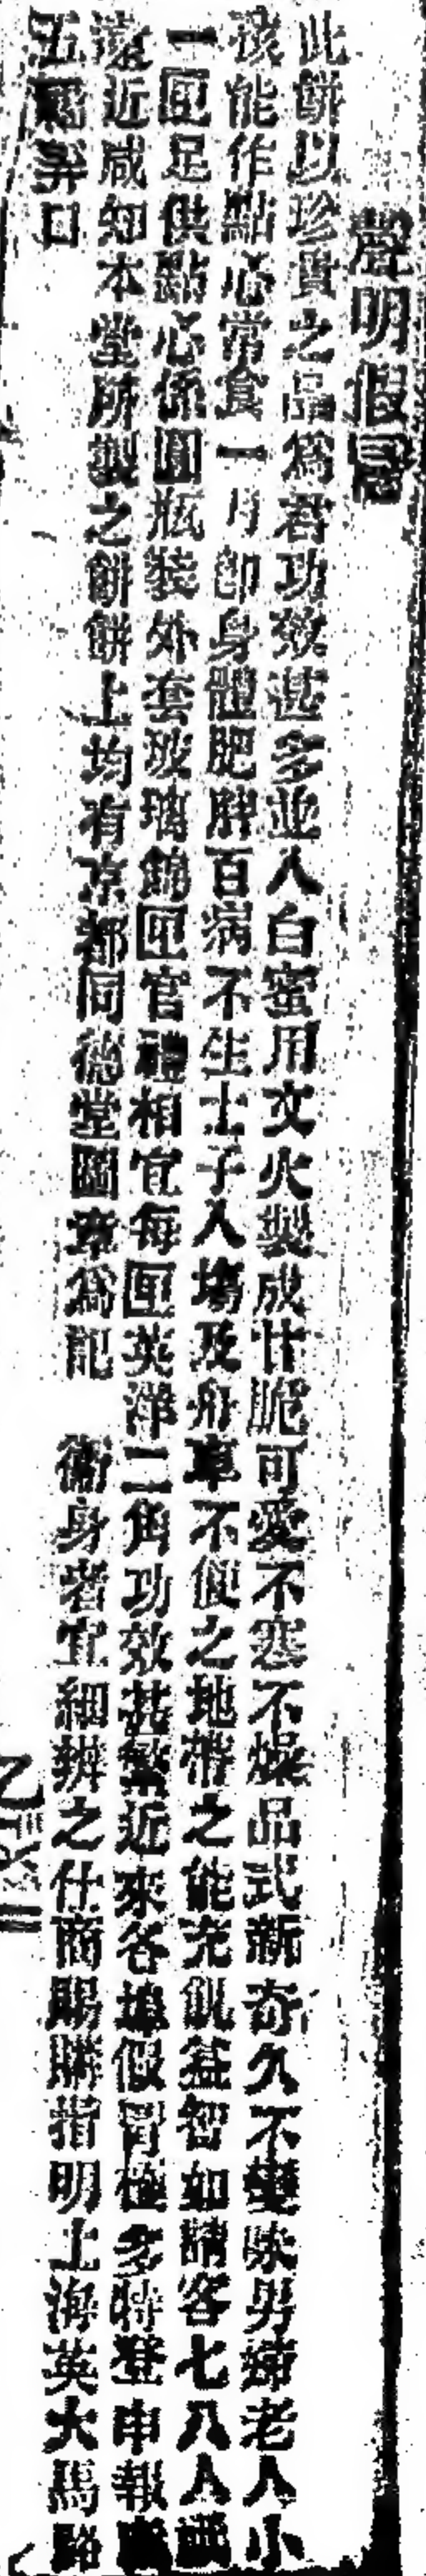 聲明假冒
此餅以珍貴之品爲君功效甚多並入白蜜用文火製成甘脆可愛不寒不燥品式新奇久不變味男婦老人小
孩能作點心常食一月卽身體肥胖百病不生士子入塲及舟車不便之地帶之能充飢益智如請客七八人
一匣足供點心係圓瓶裝外套玻璃錦匣官禮相宜每匣英洋二角功效甚繁近來各埠假冒極多特登申報
遠近咸知本堂所製之餅餅上均有京都同德堂圖章爲記 衛身者宜細辨之仕商賜購指明上海英大馬路
五福弄口